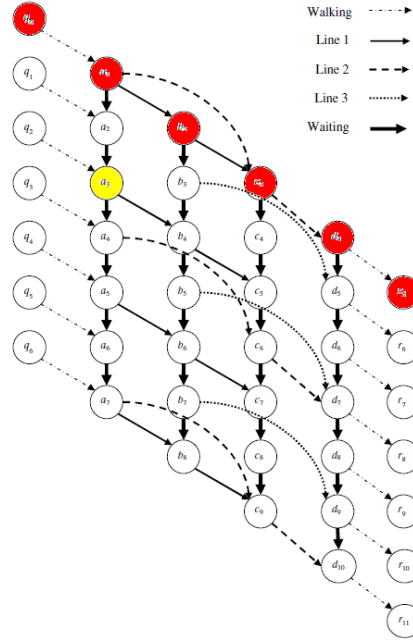 Walking
Line 1
Line 2
Line 3
Waiting
q₁
q₂ a₂
q₃ a₃ b₃
q₄ a₄ b₄ c₄
q₅ a₅ b₅ c₅ d₅
q₆ a₆ b₆ c₆ d₆ r₆
a₇ b₇ c₇ d₇ r₇
b₈ c₈ d₈ r₈
c₉ d₉ r₉
d₁₀ r₁₀
r₁₁